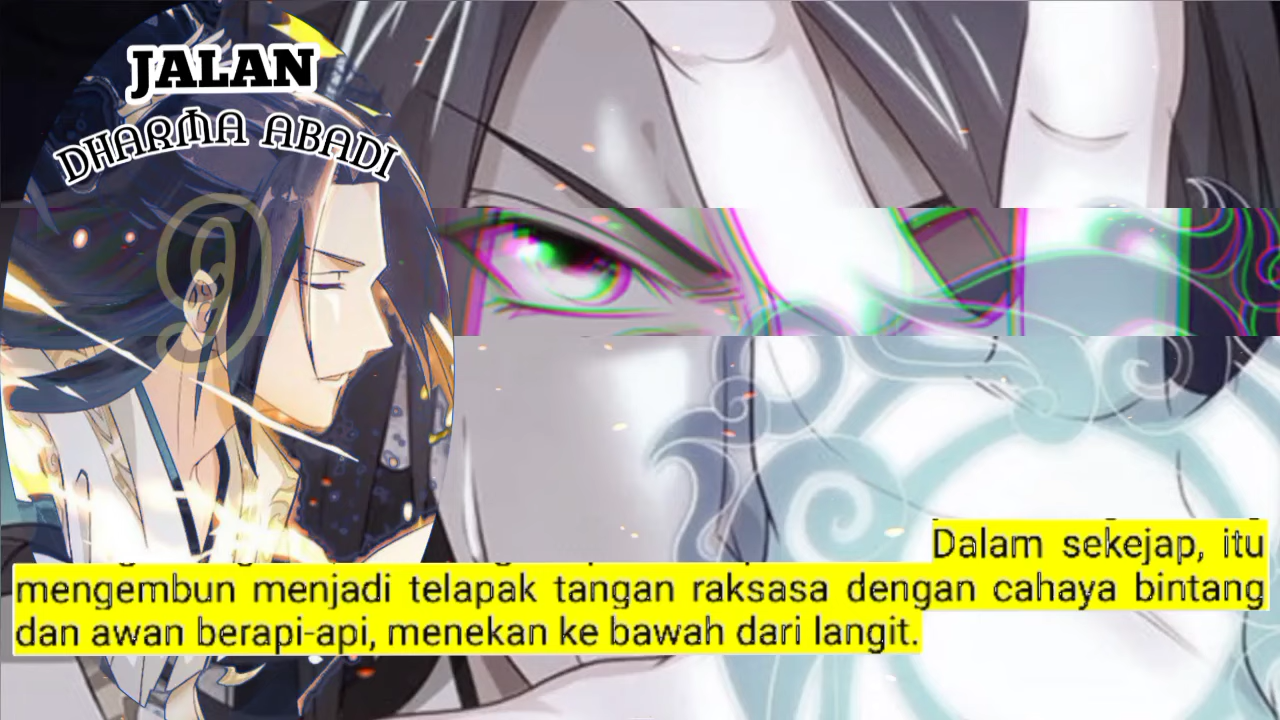 JALAN
DHARMA ABADI
9
Dalam sekejap, itu
mengembun menjadi telapak tangan raksasa dengan cahaya bintang
dan awan berapi-api, menekan ke bawah dari langit.